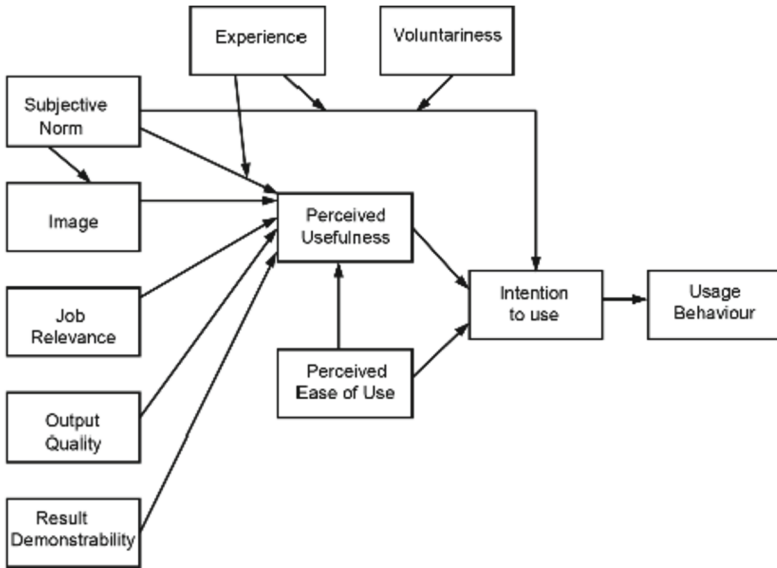 Experience
Voluntariness
Subjective
Norm
Image
Perceived
Usefulness
Job
Relevance
Intention
to use
Usage
Behaviour
Perceived
Ease of Use
Output
Quality
Result
Demonstrability